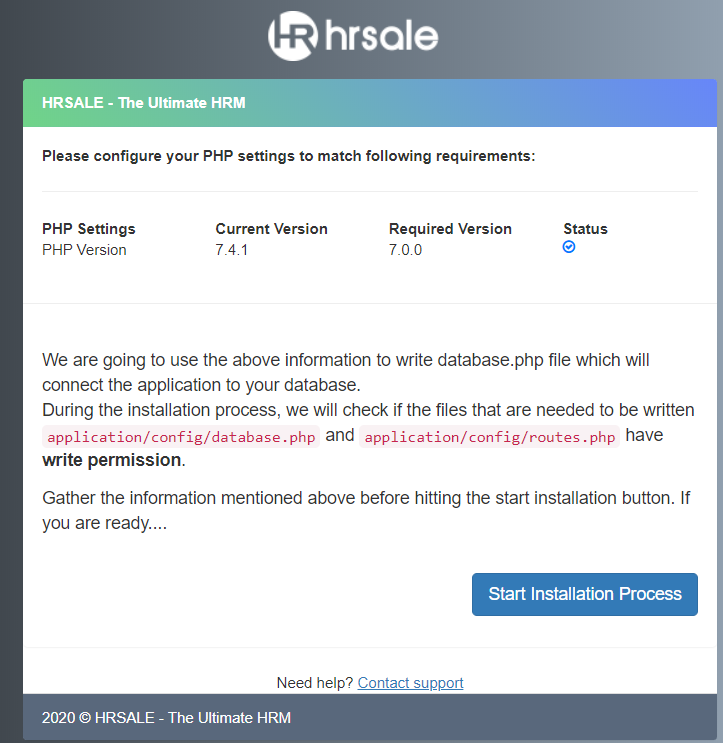 HR hrsale
HRSALE - The Ultimate HRM
Please configure your PHP settings to match following requirements:
PHP Settings Current Version Required Version Status
PHP Version 7.4.1 7.0.0
We are going to use the above information to write database.php file which will
connect the application to your database.
During the installation process, we will check if the files that are needed to be written
application/config/database.php and application/config/routes.php have
write permission.
Gather the information mentioned above before hitting the start installation button. If
you are ready....
Start Installation Process
Need help? Contact support
2020 © HRSALE - The Ultimate HRM